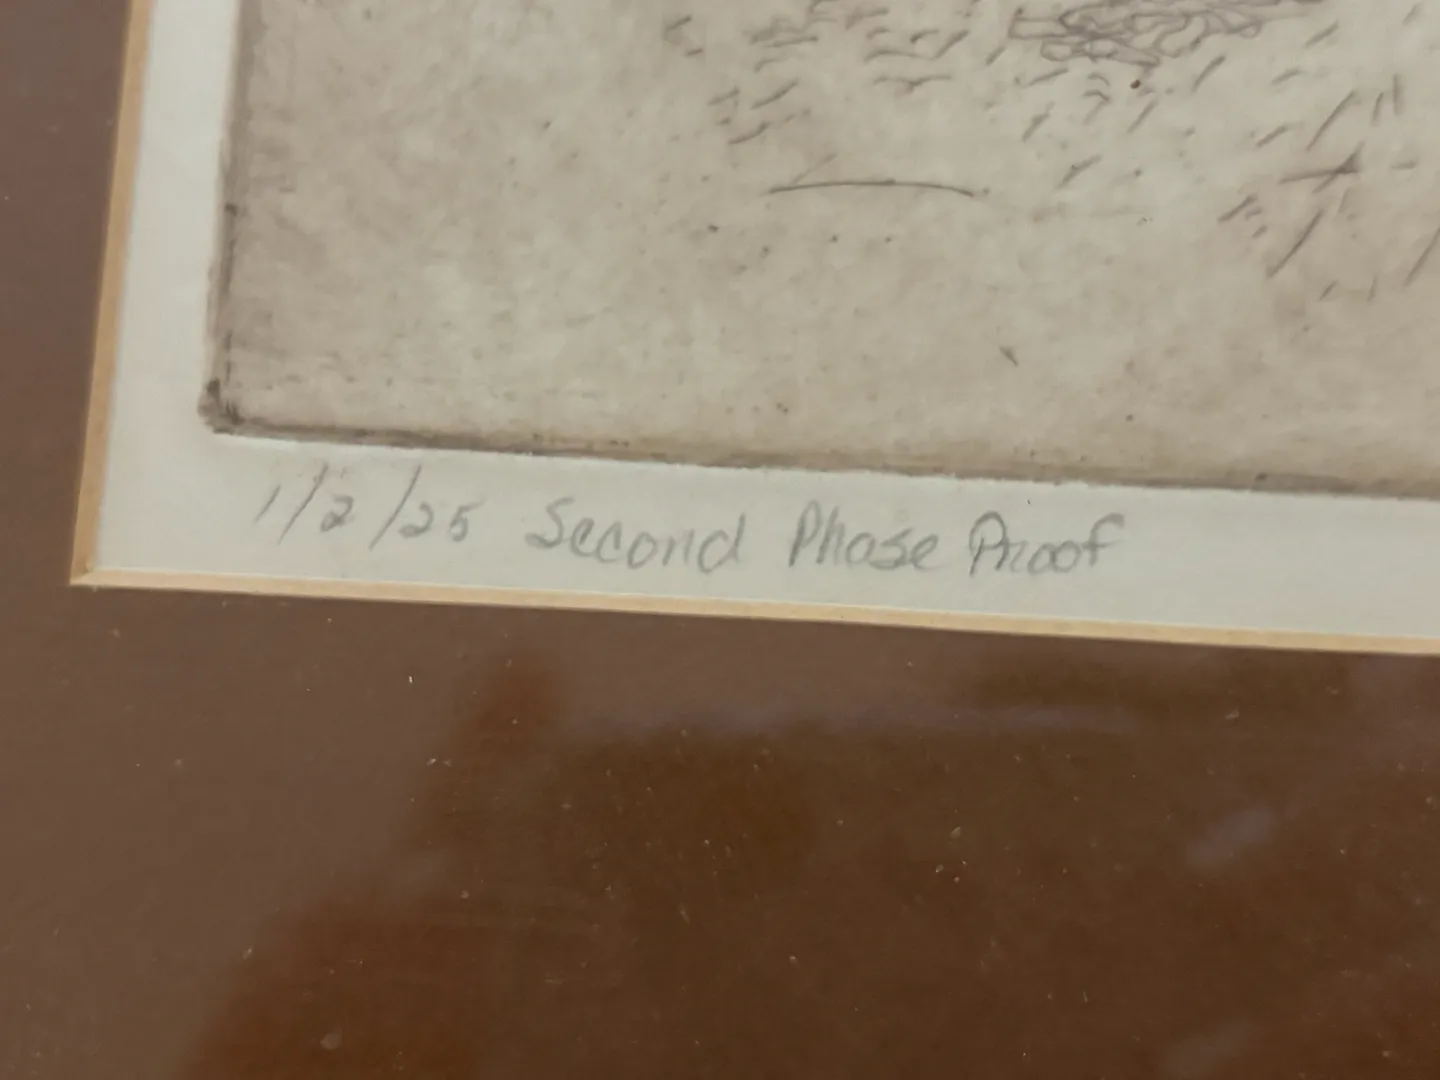 1/2/25 Second Phase Proof